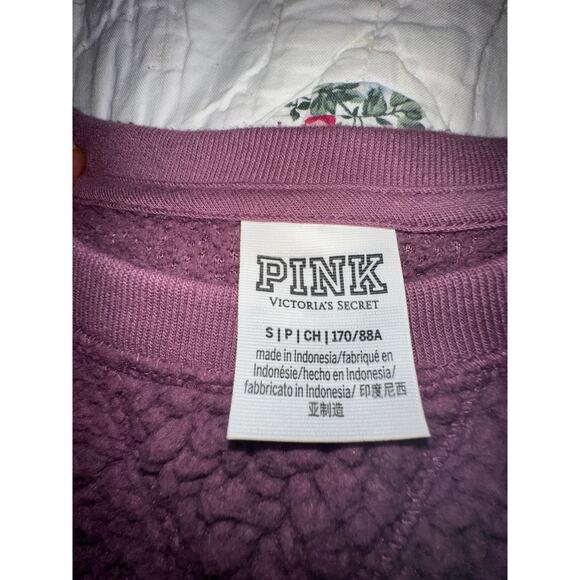 PINK
VICTORIA'S SECRET
S | P | CH | 170/88A
made in Indonesia/fabriqué en
Indonésie/hecho en Indonesia/
fabbricato in Indonesia/ 印度尼西
亚制造